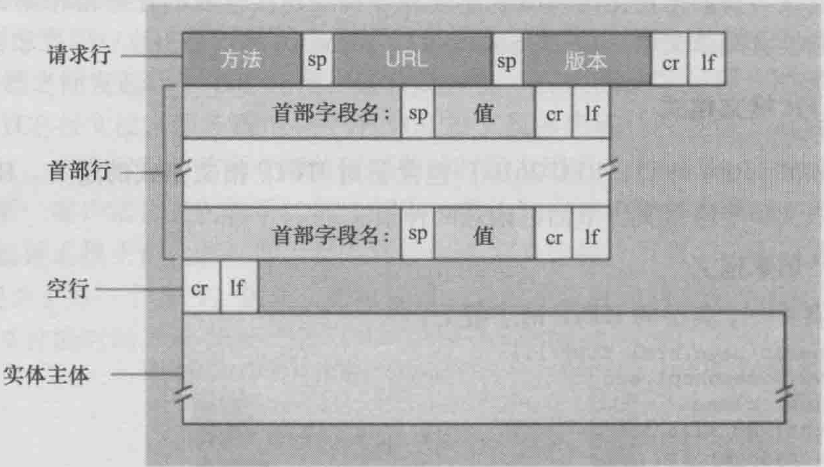 请求行 方法 sp URL sp 版本 cr lf
首部字段名： sp 值 cr lf
首部行
首部字段名： sp 值 cr lf
空行 cr lf
实体主体